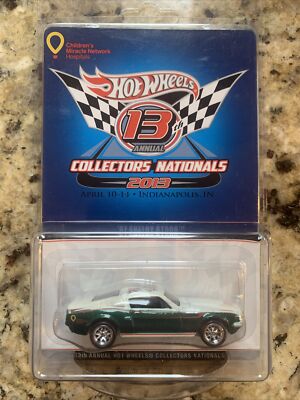 Children's
Miracle Network
Hospitals
HOT WHEELS
13th
ANNUAL
COLLECTORS NATIONALS
2013
APRIL 10-14 • INDIANAPOLIS, IN
13th ANNUAL HOT WHEELS® COLLECTORS NATIONALS